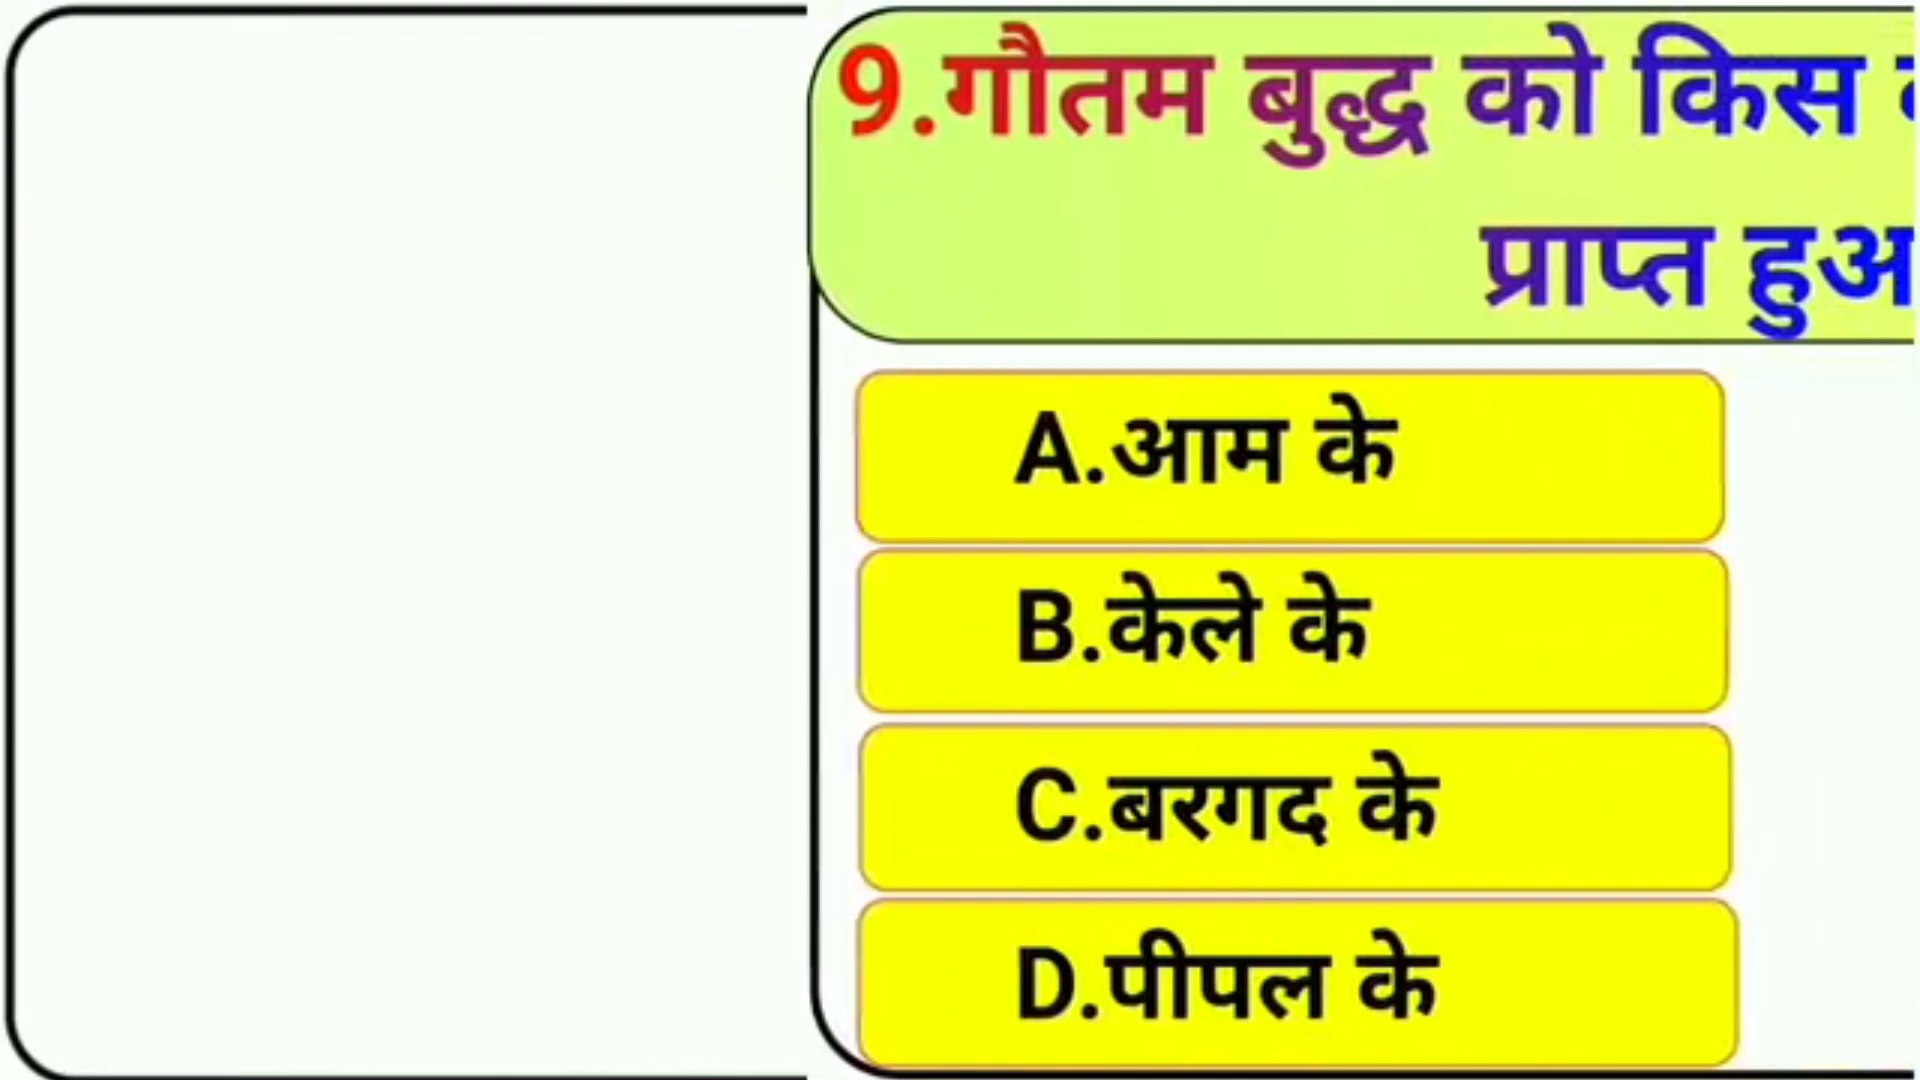 9.गौतम बुद्ध को किस
प्राप्त हुअ
A.आम के
B.केले के
C.बरगद के
D.पीपल के